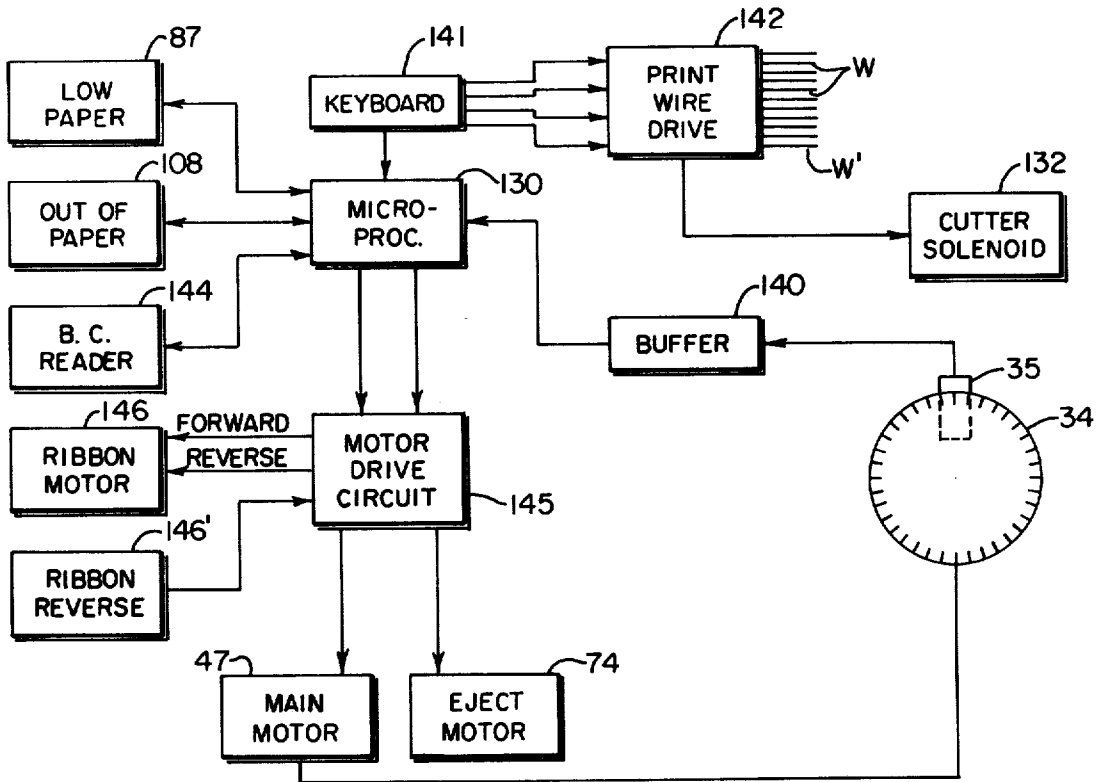 87
LOW
PAPER
141
KEYBOARD
142
PRINT
WIRE
DRIVE
W
W'
108
OUT OF
PAPER
130
MICRO-
PROC.
132
CUTTER
SOLENOID
144
B. C.
READER
140
BUFFER
35
34
146
RIBBON
MOTOR
FORWARD
REVERSE
MOTOR
DRIVE
CIRCUIT
145
146'
RIBBON
REVERSE
47
MAIN
MOTOR
74
EJECT
MOTOR